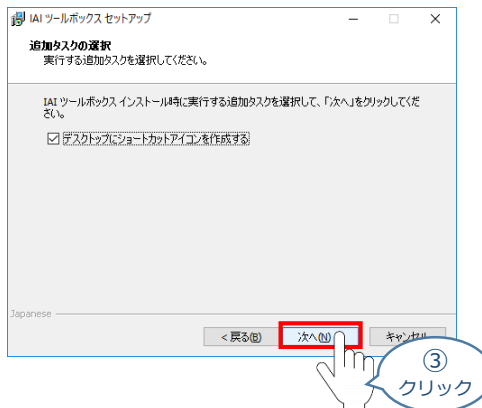 IAI ツールボックス セットアップ
追加タスクの選択
実行する追加タスクを選択してください。
IAI ツールボックス インストール時に実行する追加タスクを選択して、「次へ」をクリックしてくだ
さい。
デスクトップにショートカットアイコンを作成する
Japanese
< 戻る(B)
次へ(N)
キャンセル
③
クリック